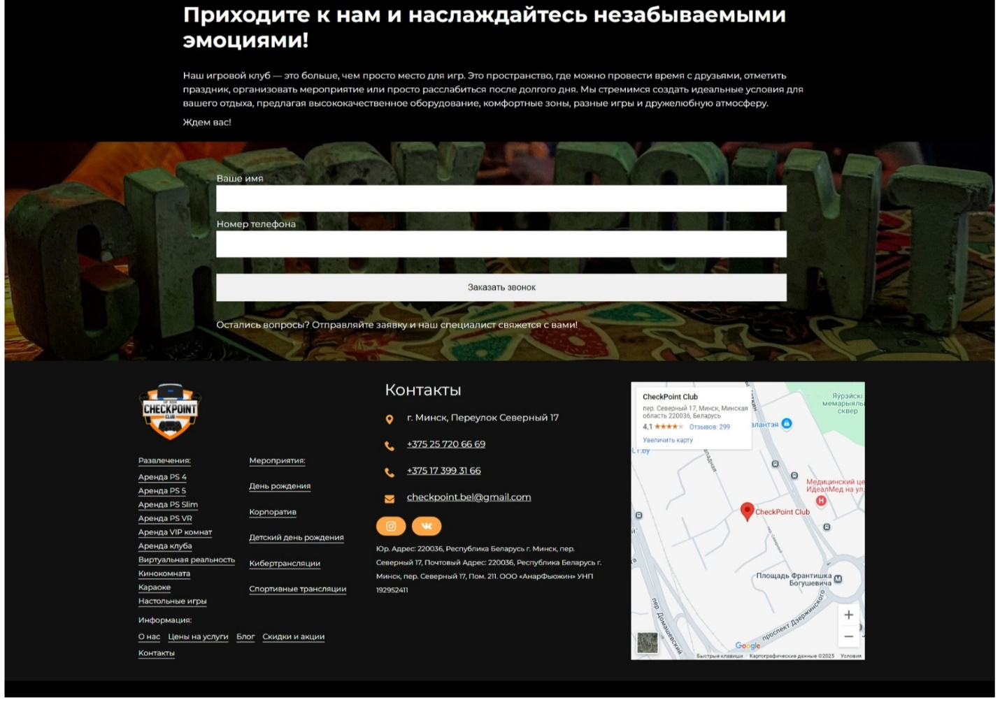 Приходите к нам и наслаждайтесь незабываемыми
эмоциями!
Наш игровой клуб — это больше, чем просто место для игр. Это пространство, где можно провести время с друзьями, отметить
праздник, организовать мероприятие или просто расслабиться после долгого дня. Мы стремимся создать идеальные условия для
вашего отдыха, предлагая высококачественное оборудование, комфортные зоны, разные игры и дружелюбную атмосферу.
Ждем вас!
CHECKPOINT
Ваше имя
Номер телефона
Заказать звонок
Остались вопросы? Отправляйте заявку и наш специалист свяжется с вами!
CHECKPOINT
CLUB
Развлечения:
Аренда PS 4
Аренда PS 5
Аренда PS Slim
Аренда PS VR
Аренда VIP комнат
Аренда клуба
Виртуальная реальность
Кинокомната
Караоке
Настольные игры
Мероприятия:
День рождения
Корпоратив
Детский день рождения
Кибертрансляции
Спортивные трансляции
Информация:
О нас Цены на услуги Блог Скидки и акции
Контакты
Контакты
г. Минск, Переулок Северный 17
+375 25 720 66 69
+375 17 399 31 66
checkpoint.bel@gmail.com
Юр. Адрес: 220036, Республика Беларусь г. Минск, пер.
Северный 17, Почтовый Адрес: 220036, Республика Беларусь г.
Минск, пер. Северный 17, Пом. 211. ООО «АнарФьюжин» УНП
192952411
CheckPoint Club
пер. Северный 17, Минск, Минская
область 220036, Беларусь
4,1 Отзывов: 299
Увеличить карту
Яўрэйскі
мемарыяль
сквер
алантэя
Медицинский це
ИдеалМед на ул.
CheckPoint Club
пер. Северный
Площадь Франтишка
Богушевича
проспект Дзержинского
пер. Домашевский
Google
Быстрые клавиши Картографические данные ©2025 Условия